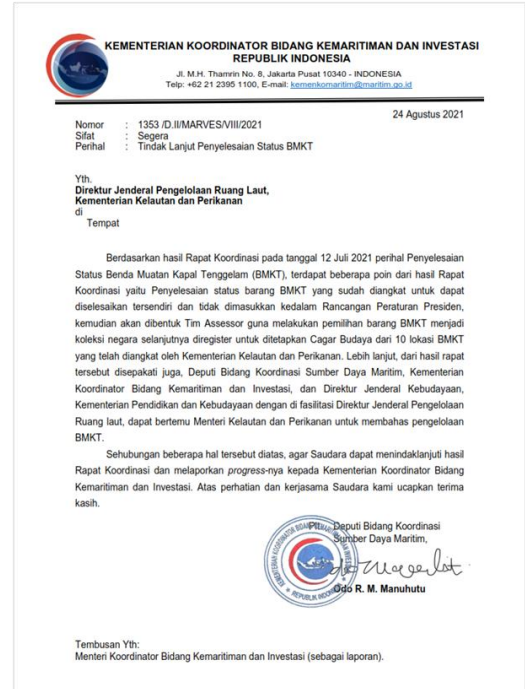 KEMENTERIAN KOORDINATOR BIDANG KEMARITIMAN DAN INVESTASI
REPUBLIK INDONESIA
Jl. M.H. Thamrin No. 8, Jakarta Pusat 10340 - INDONESIA
Telp: +62 21 2395 1100, E-mail: kemenkomaritim@maritim.go.id
24 Agustus 2021
Nomor : 1353 /D.II/MARVES/VIII/2021
Sifat : Segera
Perihal : Tindak Lanjut Penyelesaian Status BMKT
Yth.
Direktur Jenderal Pengelolaan Ruang Laut,
Kementerian Kelautan dan Perikanan
di
Tempat
Berdasarkan hasil Rapat Koordinasi pada tanggal 12 Juli 2021 perihal Penyelesaian
Status Benda Muatan Kapal Tenggelam (BMKT), terdapat beberapa poin dari hasil Rapat
Koordinasi yaitu Penyelesaian status barang BMKT yang sudah diangkat untuk dapat
diselesaikan tersendiri dan tidak dimasukkan kedalam Rancangan Peraturan Presiden,
kemudian akan dibentuk Tim Assessor guna melakukan pemilihan barang BMKT menjadi
koleksi negara selanjutnya diregister untuk ditetapkan Cagar Budaya dari 10 lokasi BMKT
yang telah diangkat oleh Kementerian Kelautan dan Perikanan. Lebih lanjut, dari hasil rapat
tersebut disepakati juga, Deputi Bidang Koordinasi Sumber Daya Maritim, Kementerian
Koordinator Bidang Kemaritiman dan Investasi, dan Direktur Jenderal Kebudayaan,
Kementerian Pendidikan dan Kebudayaan dengan di fasilitasi Direktur Jenderal Pengelolaan
Ruang laut, dapat bertemu Menteri Kelautan dan Perikanan untuk membahas pengelolaan
BMKT.
Sehubungan beberapa hal tersebut diatas, agar Saudara dapat menindaklanjuti hasil
Rapat Koordinasi dan melaporkan progress-nya kepada Kementerian Koordinator Bidang
Kemaritiman dan Investasi. Atas perhatian dan kerjasama Saudara kami ucapkan terima
kasih.
Deputi Bidang Koordinasi
Sumber Daya Maritim,
Odo R. M. Manuhutu
REPUBLIK INDONESIA
Tembusan Yth:
Menteri Koordinator Bidang Kemaritiman dan Investasi (sebagai laporan).